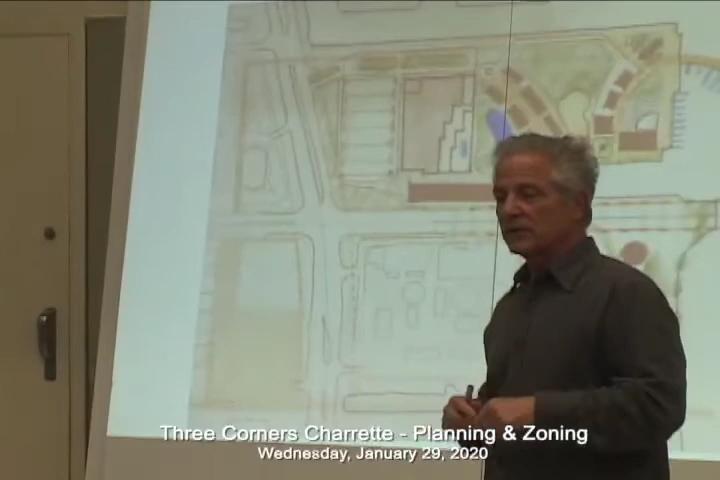 Three Corners Charrette - Planning & Zoning
Wednesday, January 29, 2020